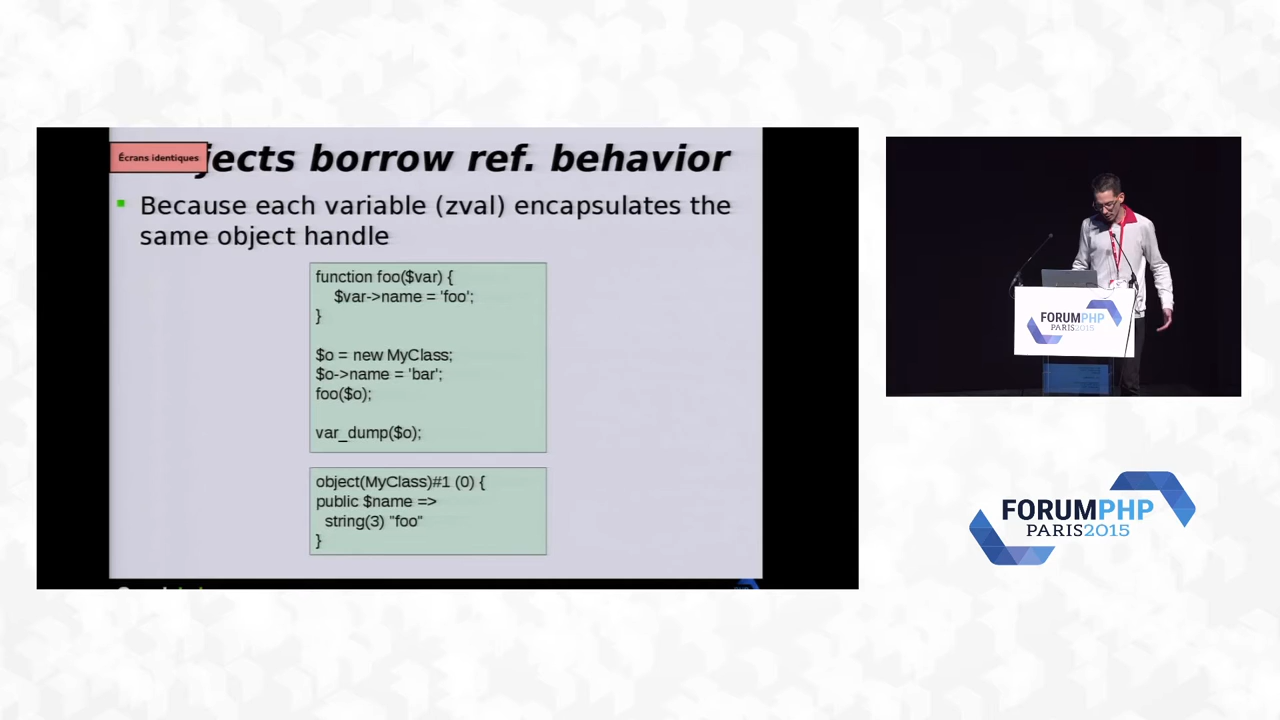 Écrans identiques
jects borrow ref. behavior
Because each variable (zval) encapsulates the
same object handle
function foo($var) {
$var->name = 'foo';
}
$o = new MyClass;
$o->name = 'bar';
foo($o);
var_dump($o);
object(MyClass)#1 (0) {
public $name =>
string(3) "foo"
}
FORUMPHP
PARIS2015
FORUMPHP
PARIS2015